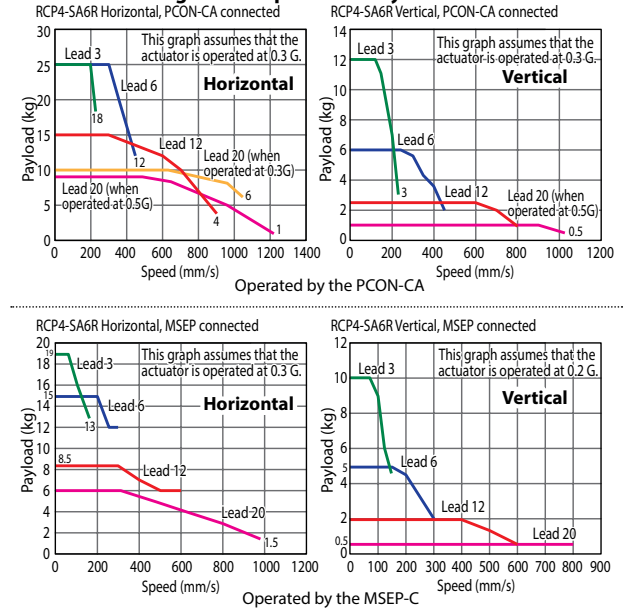 RCP4-SA6R Horizontal, PCON-CA connected
This graph assumes that the
actuator is operated at 0.3 G.
Horizontal
Payload (kg)
30
25
20
15
10
5
0
Lead 3
Lead 6
Lead 12
Lead 20 (when
operated at 0.3G)
Lead 20 (when
operated at 0.5G)
18
12
6
4
1
0 200 400 600 800 1000 1200 1400
Speed (mm/s)
RCP4-SA6R Vertical, PCON-CA connected
This graph assumes that the
actuator is operated at 0.3 G.
Vertical
Payload (kg)
14
12
10
8
6
4
2
0
Lead 3
Lead 6
Lead 12
Lead 20 (when
operated at 0.5G)
3
0.5
0 200 400 600 800 1000 1200
Speed (mm/s)
Operated by the PCON-CA
RCP4-SA6R Horizontal, MSEP connected
This graph assumes that the
actuator is operated at 0.3 G.
Horizontal
Payload (kg)
20
19
18
16
15
14
12
10
8.5
8
6
4
2
0
Lead 3
Lead 6
Lead 12
Lead 20
13
1.5
0 200 400 600 800 1000 1200
Speed (mm/s)
RCP4-SA6R Vertical, MSEP connected
This graph assumes that the
actuator is operated at 0.2 G.
Vertical
Payload (kg)
12
10
8
6
5
4
2
0.5
0
Lead 3
Lead 6
Lead 12
Lead 20
0 100 200 300 400 500 600 700 800 900
Speed (mm/s)
Operated by the MSEP-C